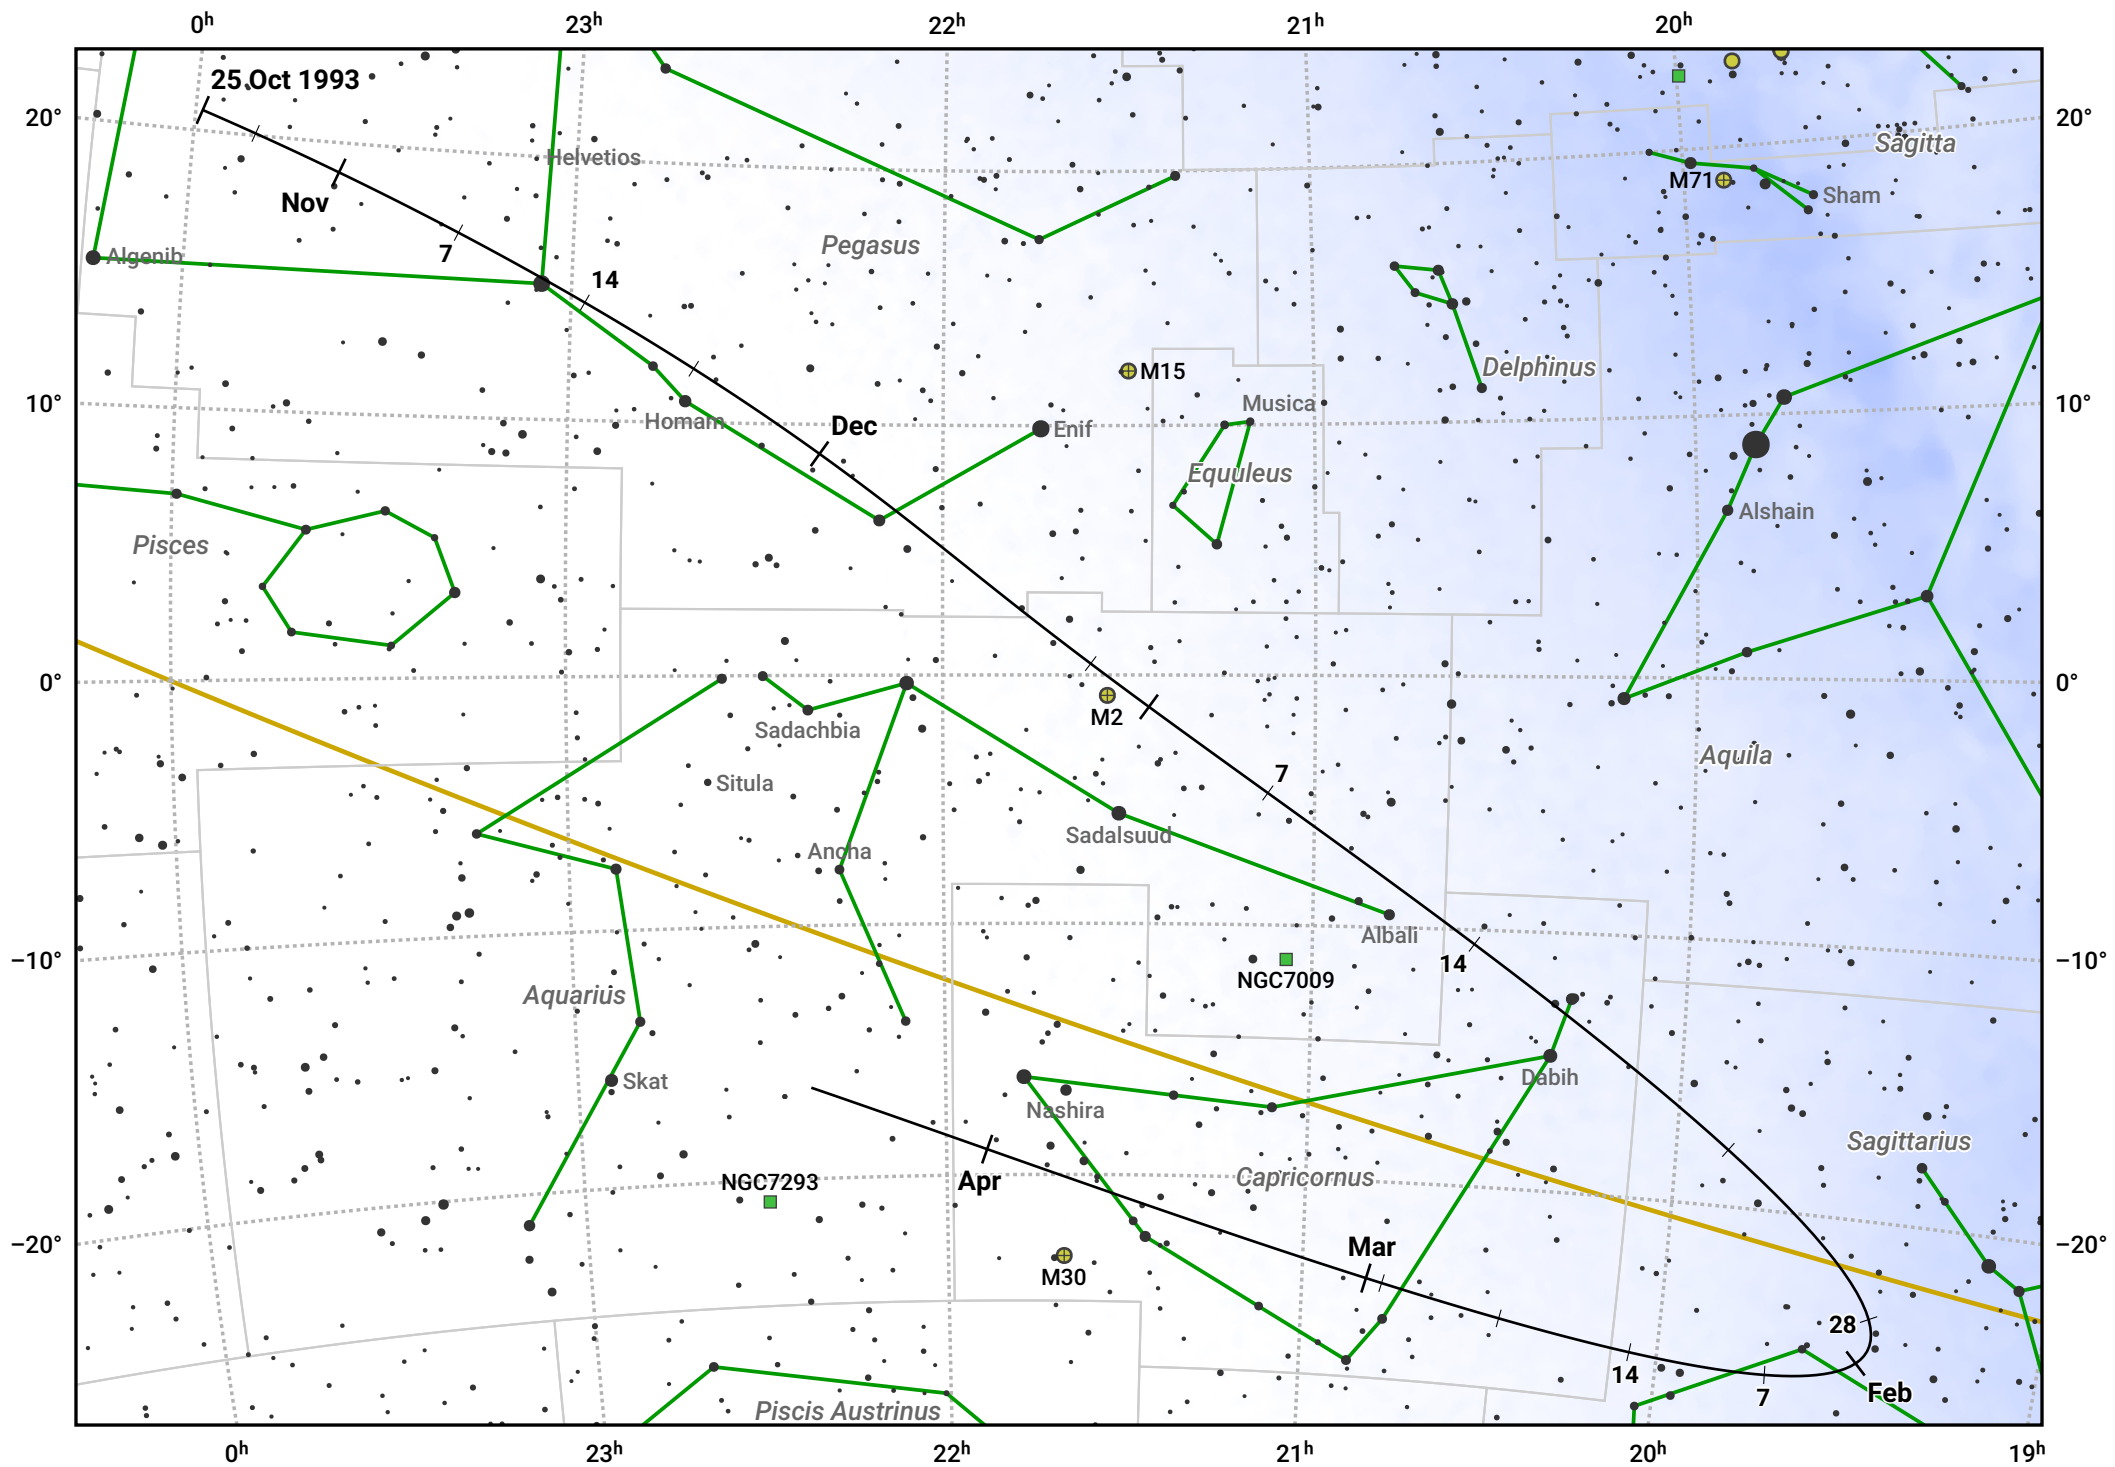 0ʰ 23ʰ 22ʰ 21ʰ 20ʰ
25 Oct 1993
20° 20°
Sagitta
Helvetios
M71
Sham
Nov
Pegasus
7
Algenib
14
Delphinus
M15
10° 10°
Musica
Homam
Dec
Enif
Equuleus
Alshain
Pisces
0° 0°
M2
Sadachbia
Aquila
Situla
7
Sadalsuud
Ancha
Albali
−10° −10°
14
NGC7009
Aquarius
Skat
Dabih
Nashira
Sagittarius
Capricornus
NGC7293
Apr
−20° −20°
Mar
M30
28
14
7
Feb
Piscis Austrinus
0ʰ 23ʰ 22ʰ 21ʰ 20ʰ 19ʰ